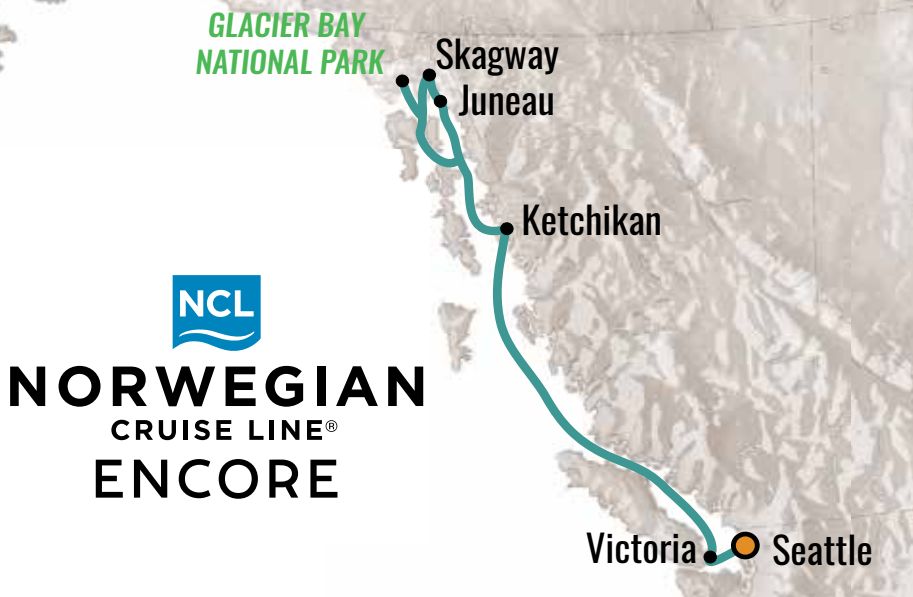 GLACIER BAY
NATIONAL PARK
Skagway
Juneau
Ketchikan
NCL
NORWEGIAN
CRUISE LINE®
ENCORE
Victoria
Seattle